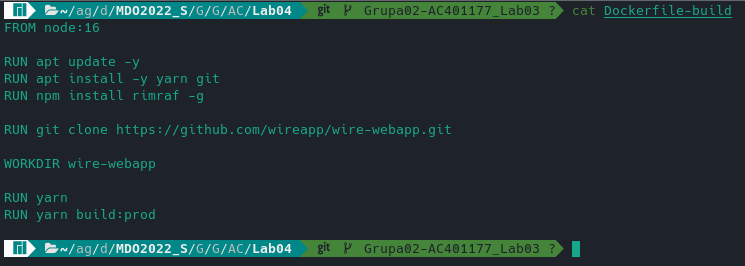 ~/ag/d/MDO2022_S/G/G/AC/Lab04 git Grupa02-AC401177_Lab03 ? cat Dockerfile-build
FROM node:16
RUN apt update -y
RUN apt install -y yarn git
RUN npm install rimraf -g
RUN git clone https://github.com/wireapp/wire-webapp.git
WORKDIR wire-webapp
RUN yarn
RUN yarn build:prod
~/ag/d/MDO2022_S/G/G/AC/Lab04 git Grupa02-AC401177_Lab03 ?